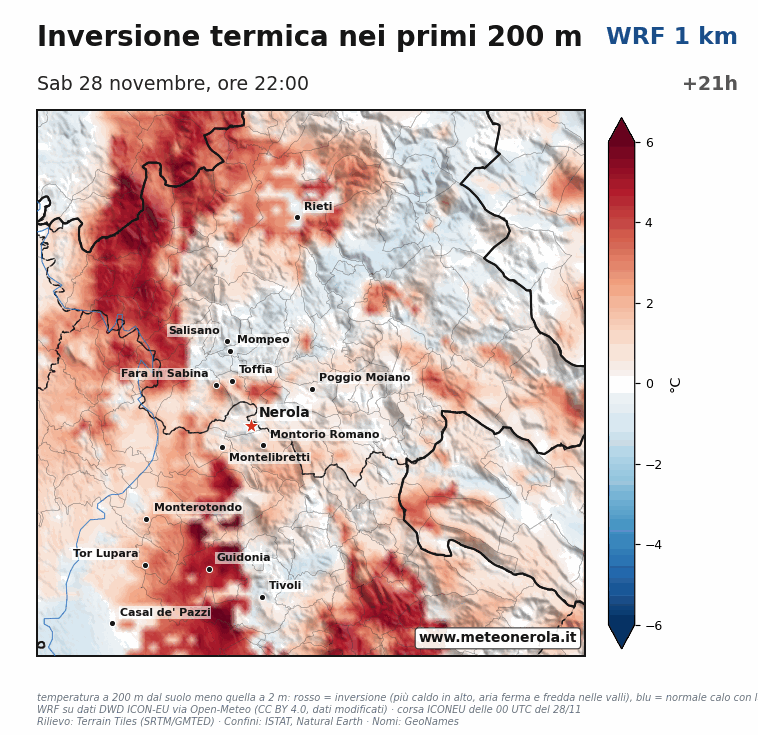 Inversione termica nei primi 200 m WRF 1 km
Sab 28 novembre, ore 22:00 +21h
Rieti
Salisano
Mompeo
Toffia
Fara in Sabina
Poggio Moiano
Nerola
Montorio Romano
Montelibretti
Monterotondo
Tor Lupara
Guidonia
Tivoli
Casal de' Pazzi
www.meteonerola.it
6
4
2
0
−2
−4
−6
°C
temperatura a 200 m dal suolo meno quella a 2 m: rosso = inversione (più caldo in alto, aria ferma e fredda nelle valli), blu = normale calo con l
WRF su dati DWD ICON-EU via Open-Meteo (CC BY 4.0, dati modificati) · corsa ICONEU delle 00 UTC del 28/11
Rilievo: Terrain Tiles (SRTM/GMTED) · Confini: ISTAT, Natural Earth · Nomi: GeoNames